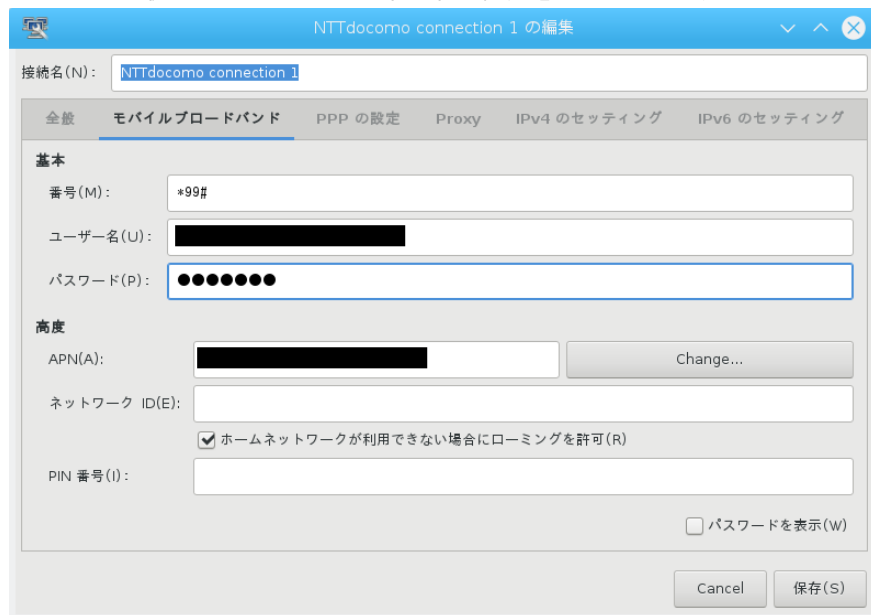 NTTdocomo connection 1 の編集
接続名(N): NTTdocomo connection 1
全般 モバイルブロードバンド PPP の設定 Proxy IPv4 のセッティング IPv6 のセッティング
基本
番号(M): *99#
ユーザー名(U):
パスワード(P): ●●●●●●●
高度
APN(A): Change...
ネットワーク ID(E):
ホームネットワークが利用できない場合にローミングを許可(R)
PIN 番号(I):
パスワードを表示(W)
Cancel 保存(S)